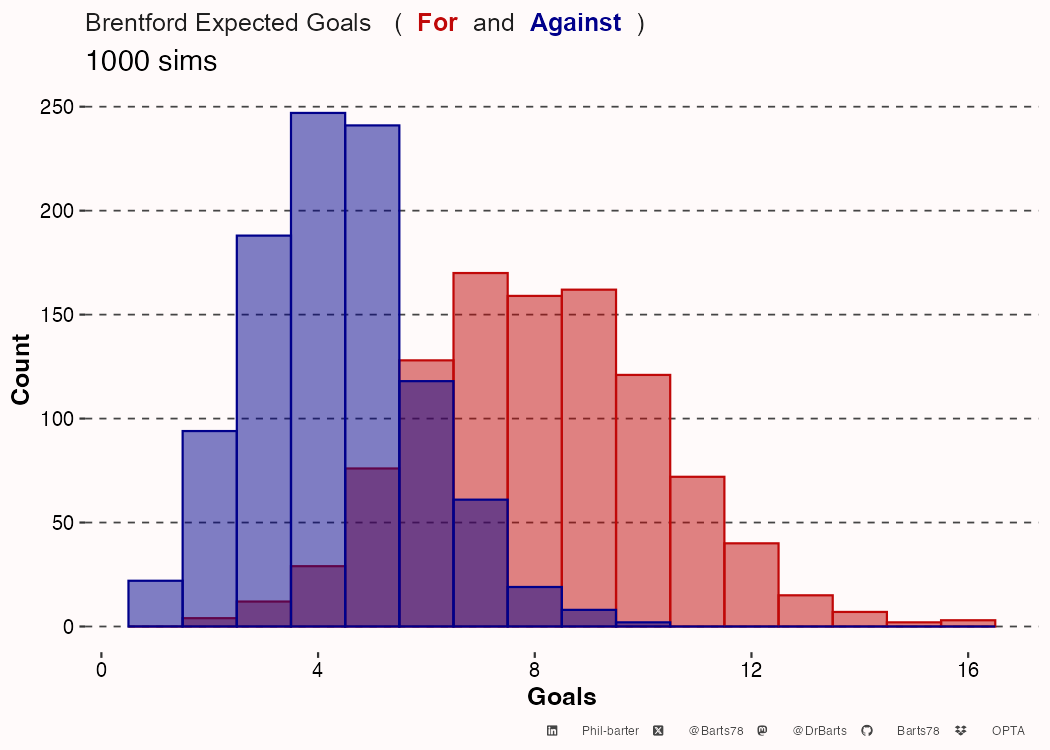 Brentford Expected Goals ( For and Against )
1000 sims
250
200
150
100
50
0
Count
0 4 8 12 16
Goals
Phil-barter @Barts78 @DrBarts Barts78 OPTA